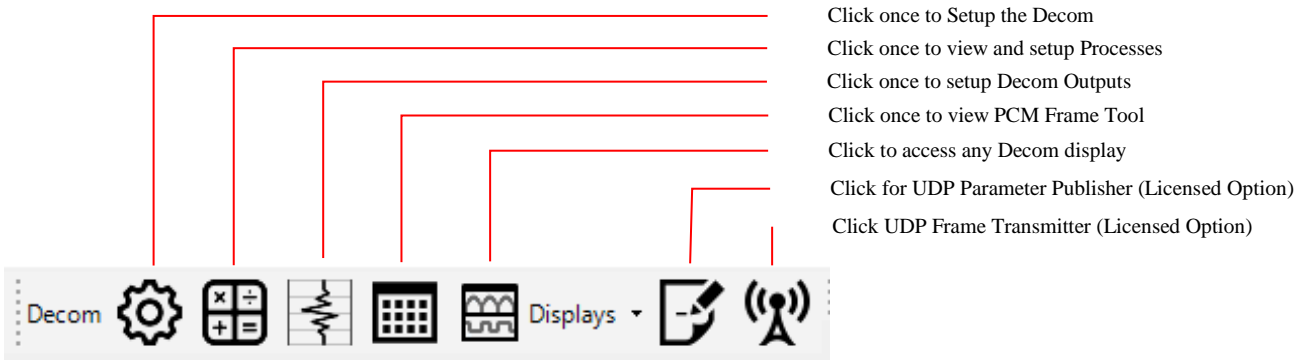 Click once to Setup the Decom
Click once to view and setup Processes
Click once to setup Decom Outputs
Click once to view PCM Frame Tool
Click to access any Decom display
Click for UDP Parameter Publisher (Licensed Option)
Click UDP Frame Transmitter (Licensed Option)
Decom Displays